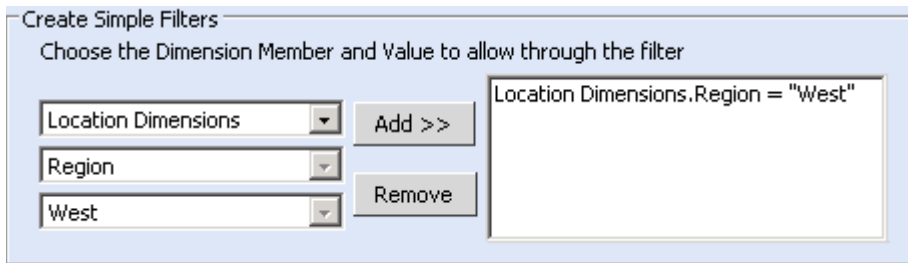 Create Simple Filters
Choose the Dimension Member and Value to allow through the filter
Location Dimensions
Region
West
Add >>
Remove
Location Dimensions.Region = "West"